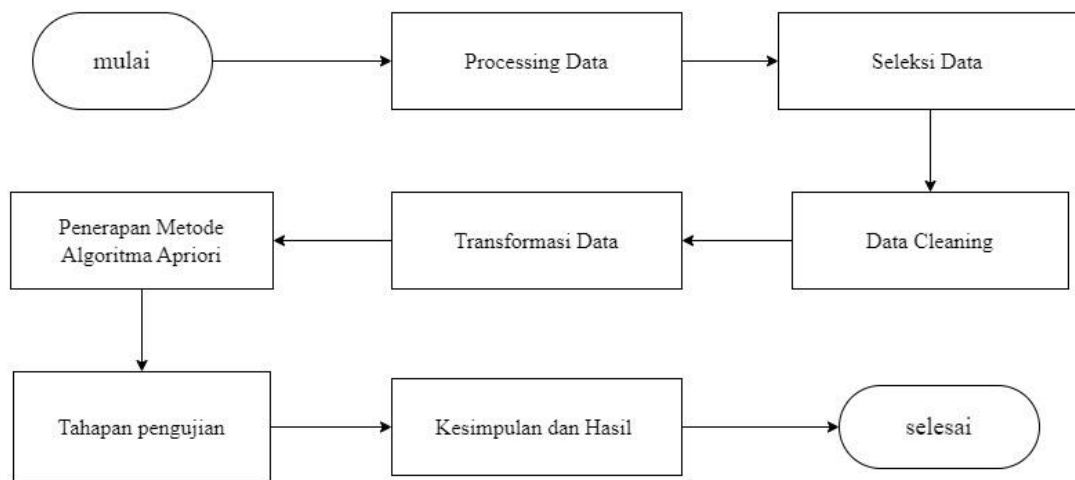 mulai
Processing Data
Seleksi Data
Data Cleaning
Transformasi Data
Penerapan Metode
Algoritma Apriori
Tahapan pengujian
Kesimpulan dan Hasil
selesai